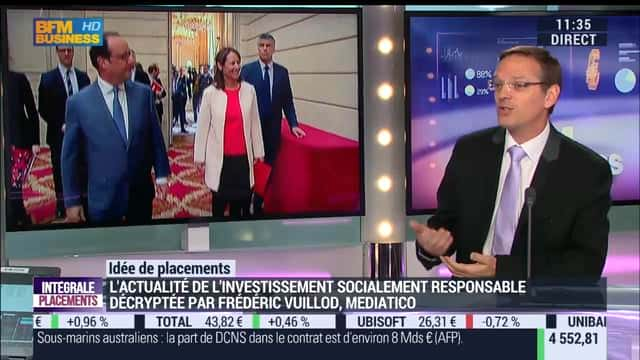 BFM HD
BUSINESS
11:35
DIRECT
88%
29%
Idée de placements
INTEGRALE
PLACEMENTS
L'ACTUALITÉ DE L'INVESTISSEMENT SOCIALEMENT RESPONSABLE
DÉCRYPTÉE PAR FRÉDÉRIC VUILLOD, MEDIATICO
€ +0,96 % TOTAL 43,82 € +0,46 % UBISOFT 26,31 € -0,72 % UNIBAI
Sous-marins australiens : la part de DCNS dans le contrat est d'environ 8 Mds € (AFP). 4 552,81